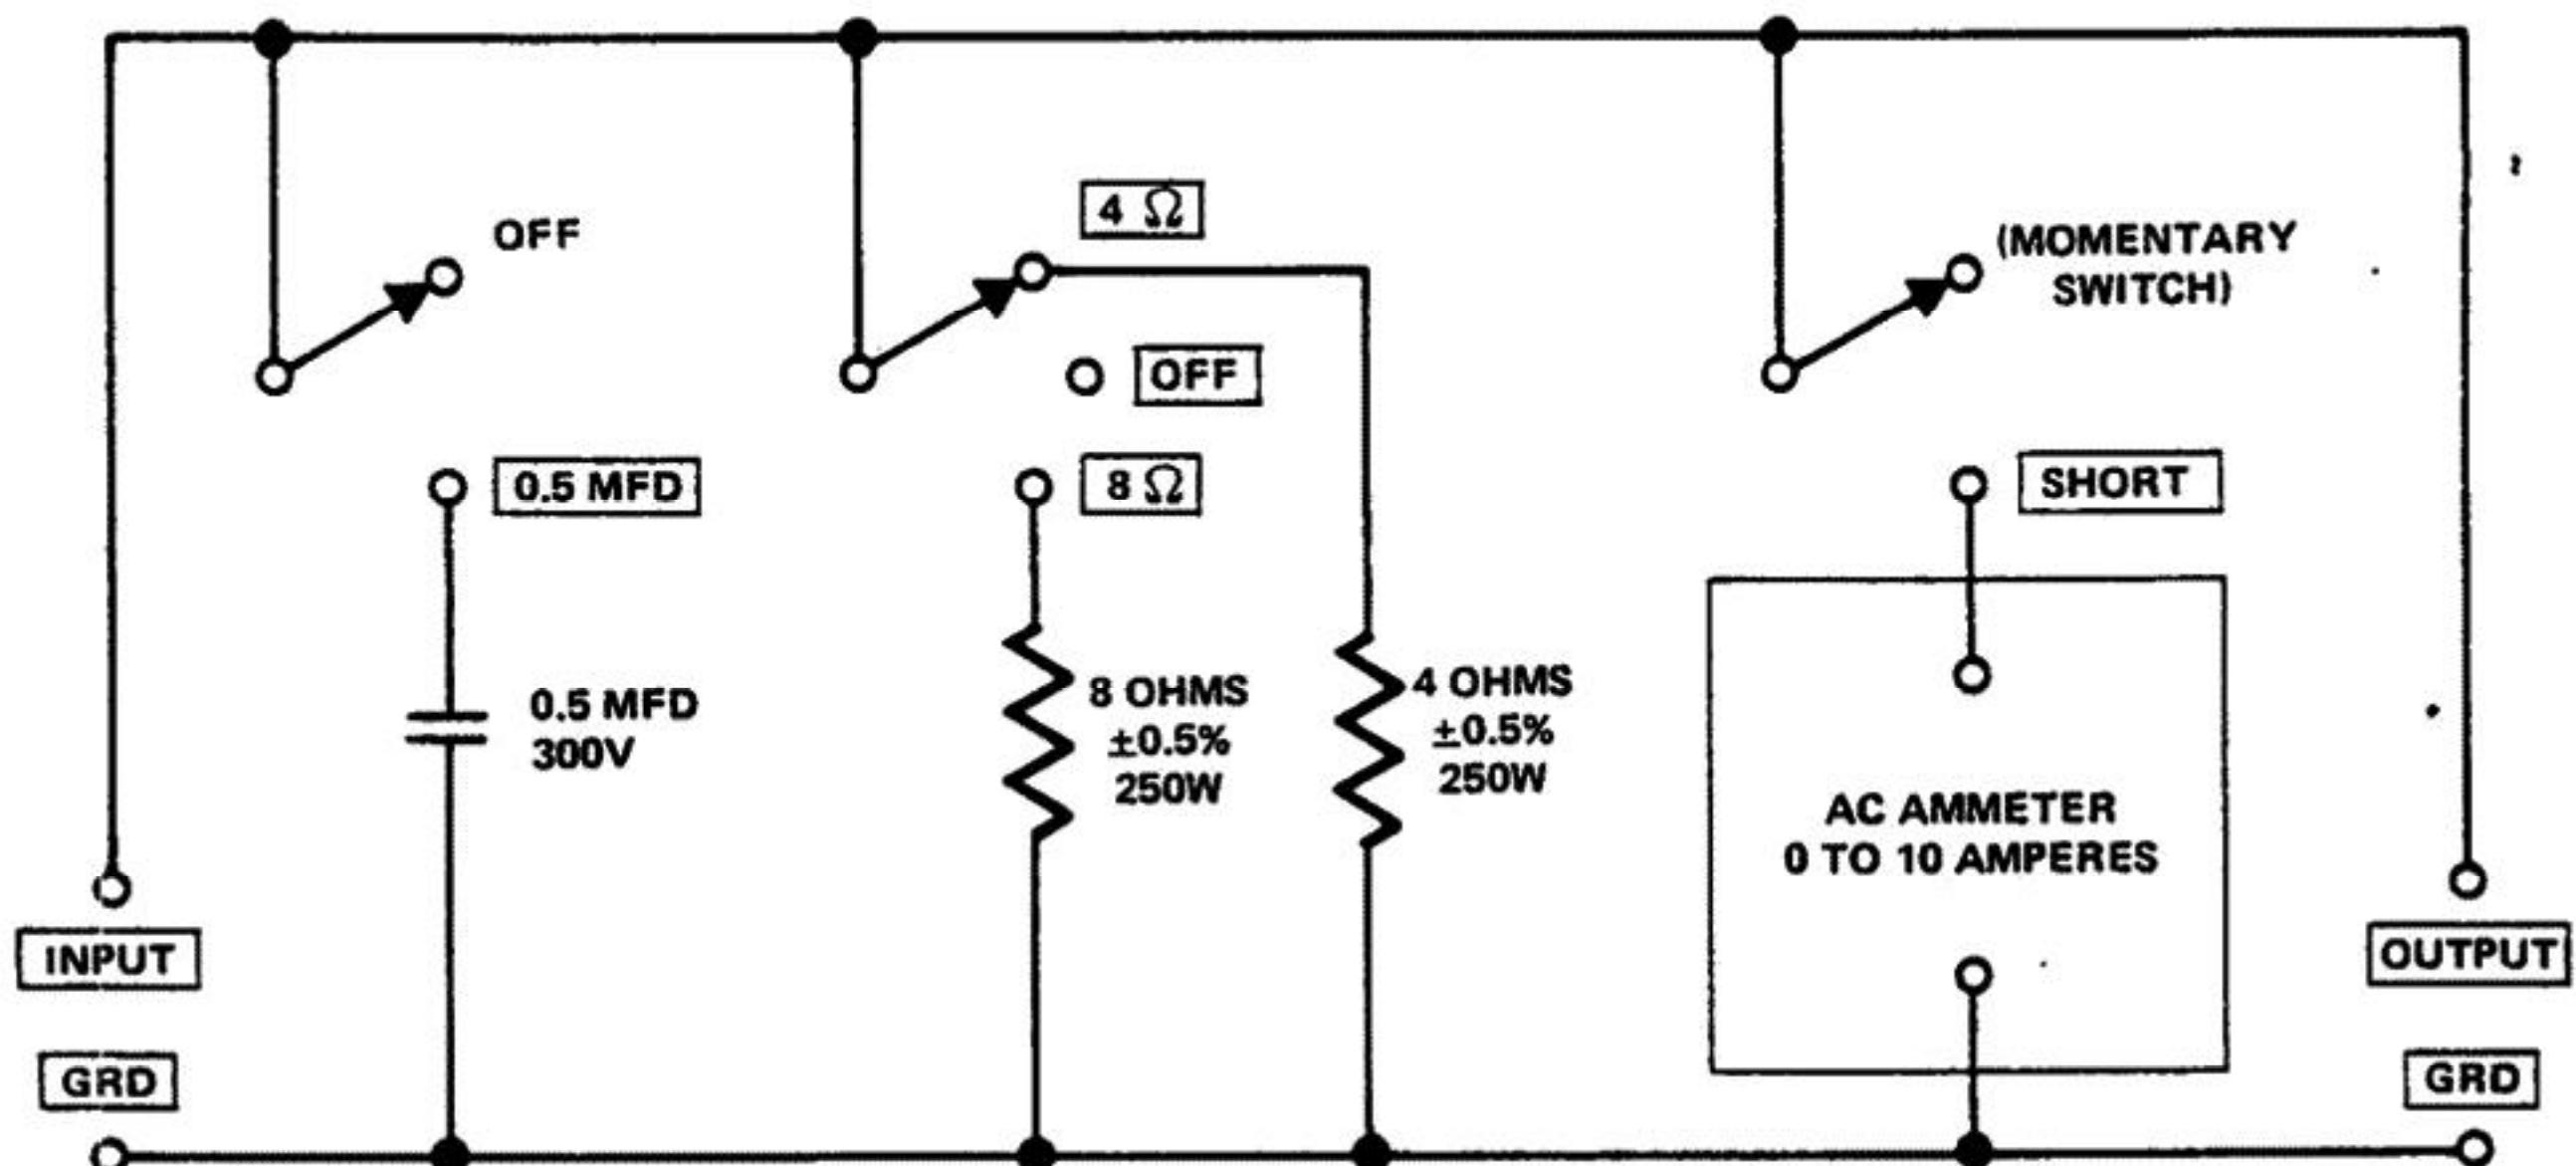 OFF
4 Ω
(MOMENTARY
SWITCH)
OFF
0.5 MFD
8 Ω
SHORT
0.5 MFD
300V
8 OHMS
±0.5%
250W
4 OHMS
±0.5%
250W
AC AMMETER
0 TO 10 AMPERES
INPUT
OUTPUT
GRD
GRD